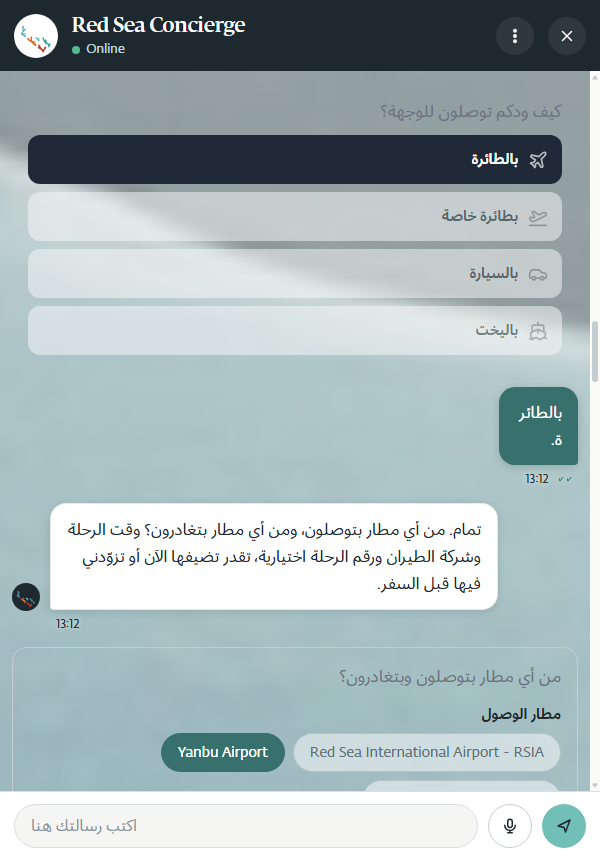 Red Sea Concierge
Online
كيف ودكم توصلون للوجهة؟
بالطائرة
بطائرة خاصة
بالسيارة
باليخت
بالطائر
ة.
13:12
تمام. من أي مطار بتوصلون، ومن أي مطار بتغادرون؟ وقت الرحلة
وشركة الطيران ورقم الرحلة اختيارية، تقدر تضيفها الآن أو تزوّدني
فيها قبل السفر.
13:12
من أي مطار بتوصلون وبتغادرون؟
مطار الوصول
Red Sea International Airport - RSIA
Yanbu Airport
اكتب رسالتك هنا